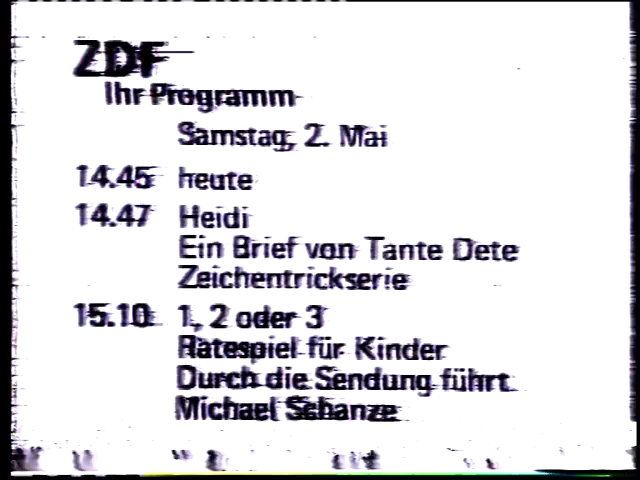 ZDF
Ihr Programm
Samstag, 2. Mai
14.45 heute
14.47 Heidi
Ein Brief von Tante Dete
Zeichentrickserie
15.10 1, 2 oder 3
Ratespiel für Kinder
Durch die Sendung führt
Michael Schanze